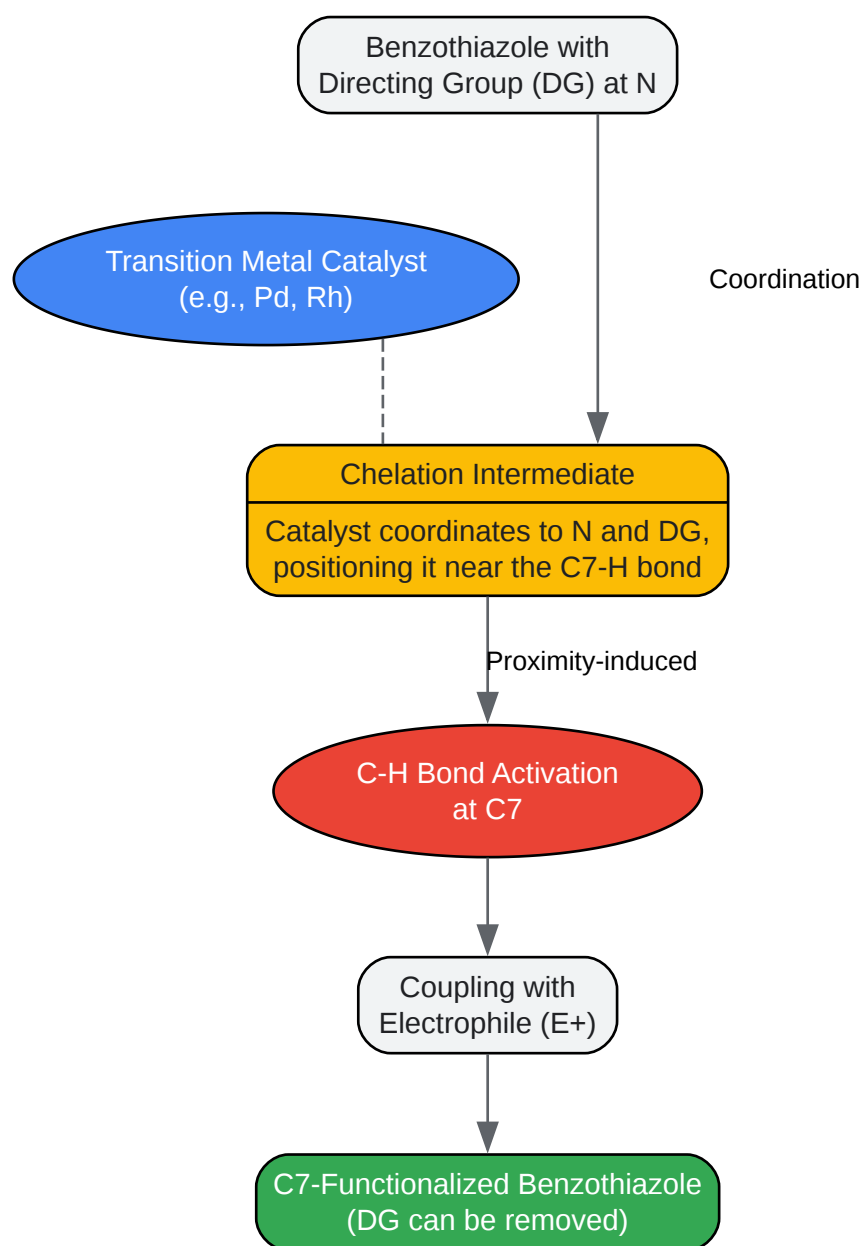 Benzothiazole with
Directing Group (DG) at N
Transition Metal Catalyst
(e.g., Pd, Rh)
Coordination
Chelation Intermediate
Catalyst coordinates to N and DG,
positioning it near the C7-H bond
Proximity-induced
C-H Bond Activation
at C7
Coupling with
Electrophile (E+)
C7-Functionalized Benzothiazole
(DG can be removed)